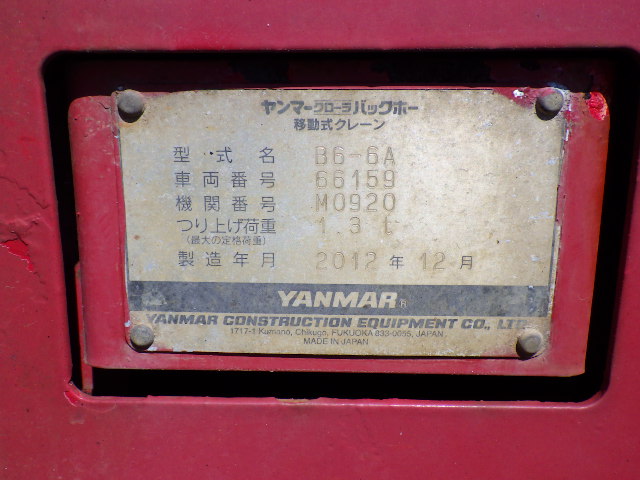 ヤンマークローラバックホー
移動式クレーン
型式名 B6-6A
車両番号 66159
機関番号 M0920
つり上げ荷重 1.3 t
(最大の定格荷重)
製造年月 2012年 12月
YANMAR®
YANMAR CONSTRUCTION EQUIPMENT CO., LTD.
1717-1 Kumano, Chikugo, FUKUOKA 833-0055, JAPAN
MADE IN JAPAN